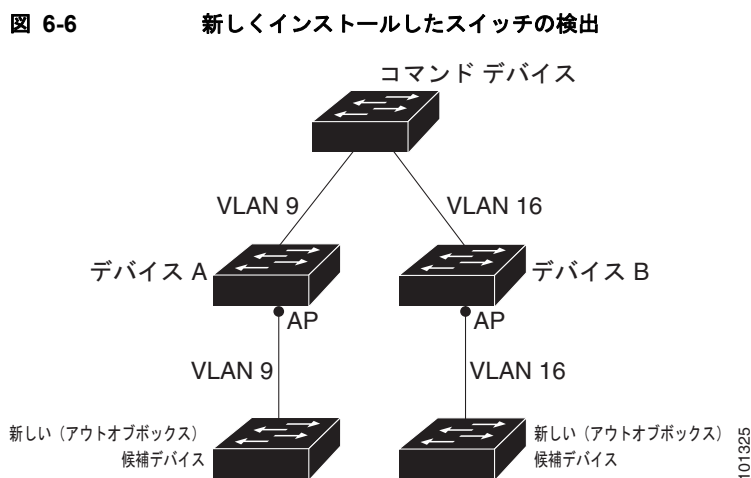 図 6-6 新しくインストールしたスイッチの検出
コマンド デバイス
VLAN 9
VLAN 16
デバイス A
デバイス B
AP
AP
VLAN 9
VLAN 16
新しい（アウトオブボックス）
候補デバイス
新しい（アウトオブボックス）
候補デバイス
101325